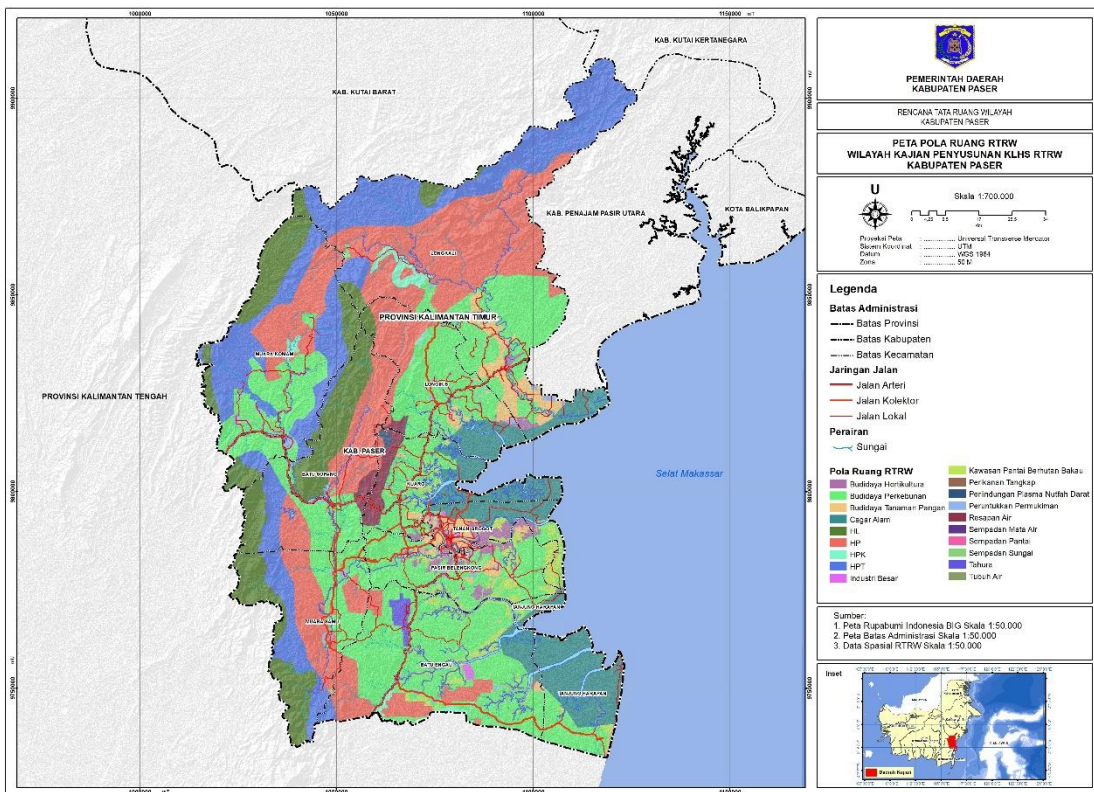 PEMERINTAH DAERAH
KABUPATEN PASER
RENCANA TATA RUANG WILAYAH
KABUPATEN PASER
PETA POLA RUANG RTRW
WILAYAH KAJIAN PENYUSUNAN KLHS RTRW
KABUPATEN PASER
U
Skala 1:700.000
Proyeksi Peta : Universal Transverse Mercator
Sistem Koordinat : UTM
Datum : WGS 1984
Zona : 50 M
Legenda
Batas Administrasi
Batas Provinsi
Batas Kabupaten
Batas Kecamatan
Jaringan Jalan
Jalan Arteri
Jalan Kolektor
Jalan Lokal
Perairan
Sungai
Pola Ruang RTRW
Budidaya Hortikultura
Budidaya Perkebunan
Budidaya Tanaman Pangan
Cagar Alam
HL
HP
HPK
HPT
Industri Besar
Kawasan Pantai Berhutan Bakau
Perikanan Tangkap
Perlindungan Plasma Nutfah Darat
Peruntukkan Permukiman
Resapan Air
Sempadan Mata Air
Sempadan Pantai
Sempadan Sungai
Tahura
Tubuh Air
Sumber:
1. Peta Rupabumi Indonesia BIG Skala 1:50.000
2. Peta Batas Administrasi Skala 1:50.000
3. Data Spasial RTRW Skala 1:50.000
Inset
Daerah Kajian
1000000
1050000
1100000
1150000
9900000
9850000
9800000
9750000
KAB. KUTAI KERTANEGARA
KAB. KUTAI BARAT
KAB. PENAJAM PASIR UTARA
KOTA BALIKPAPAN
LONGKALI
PROVINSI KALIMANTAN TIMUR
MUARA KOMAM
LONGIKIS
PROVINSI KALIMANTAN TENGAH
KAB. PASER
BATU SOPANG
KUARO
Selat Makassar
TANAH GROGOT
PASIR BELENGKONG
TANJUNG HARAPAN
MUARA SAMU
BATU ENGAU
TANJUNG HARAPAN